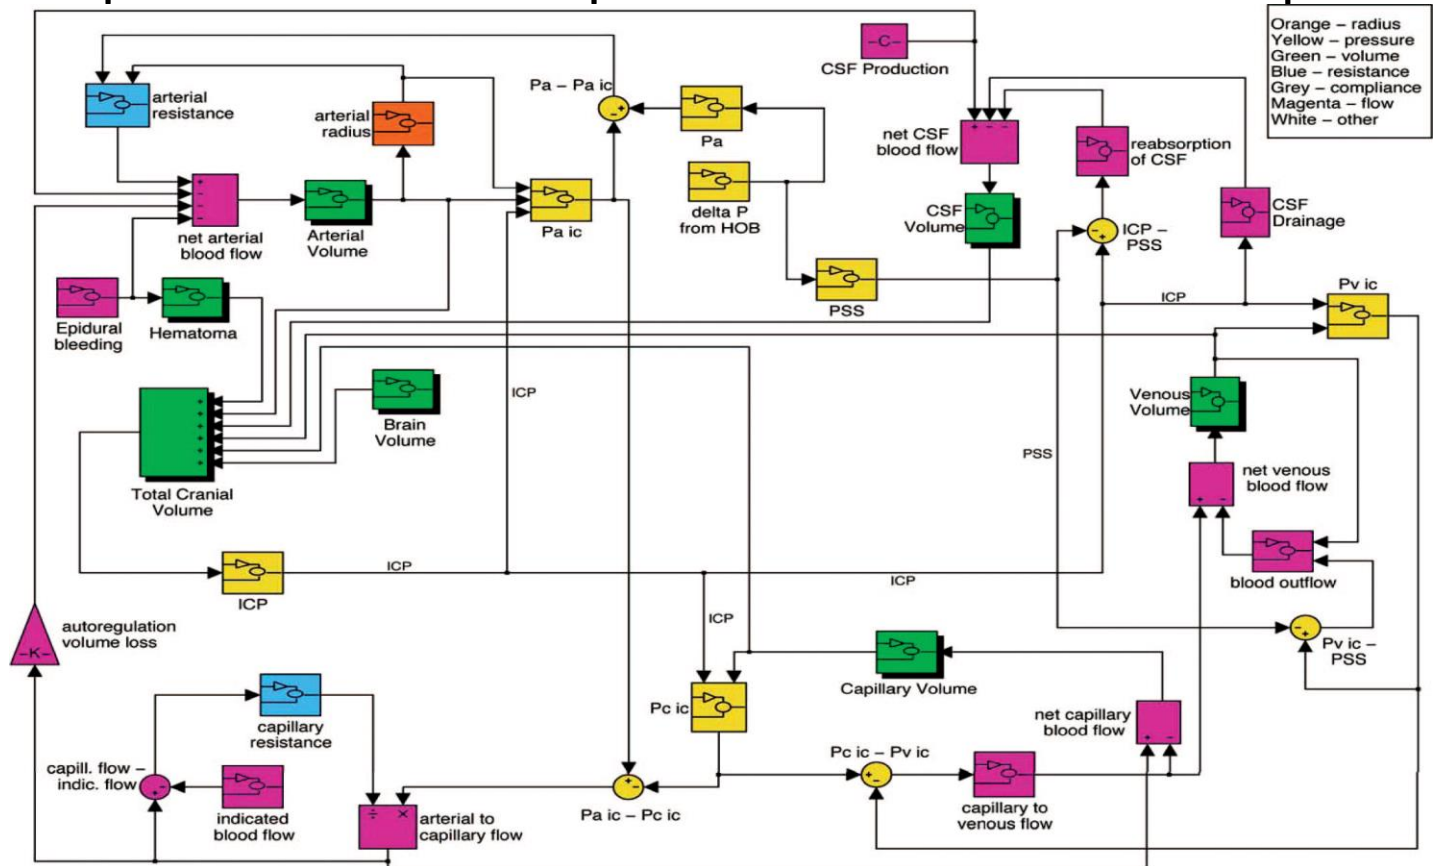 Orange – radius
Yellow – pressure
Green – volume
Blue – resistance
Grey – compliance
Magenta – flow
White – other
-C-
CSF Production
arterial
resistance
arterial
radius
Pa – Pa ic
+
-
Pa
net CSF
blood flow
+ - -
reabsorption
of CSF
delta P
from HOB
CSF
Volume
ICP –
PSS
-
+
CSF
Drainage
+
-
-
-
net arterial
blood flow
Arterial
Volume
Pa ic
Epidural
bleeding
Hematoma
PSS
ICP
Pv ic
ICP
Brain
Volume
+
+
+
+
+
+
Total Cranial
Volume
Venous
Volume
PSS
net venous
blood flow
+ -
blood outflow
ICP
ICP
ICP
ICP
autoregulation
volume loss
-K-
Capillary Volume
-
+
Pv ic –
PSS
capillary
resistance
Pc ic
net capillary
blood flow
+ -
capill. flow –
indic. flow
-
+
indicated
blood flow
÷ ×
arterial to
capillary flow
+
-
Pa ic – Pc ic
Pc ic – Pv ic
+
-
capillary to
venous flow